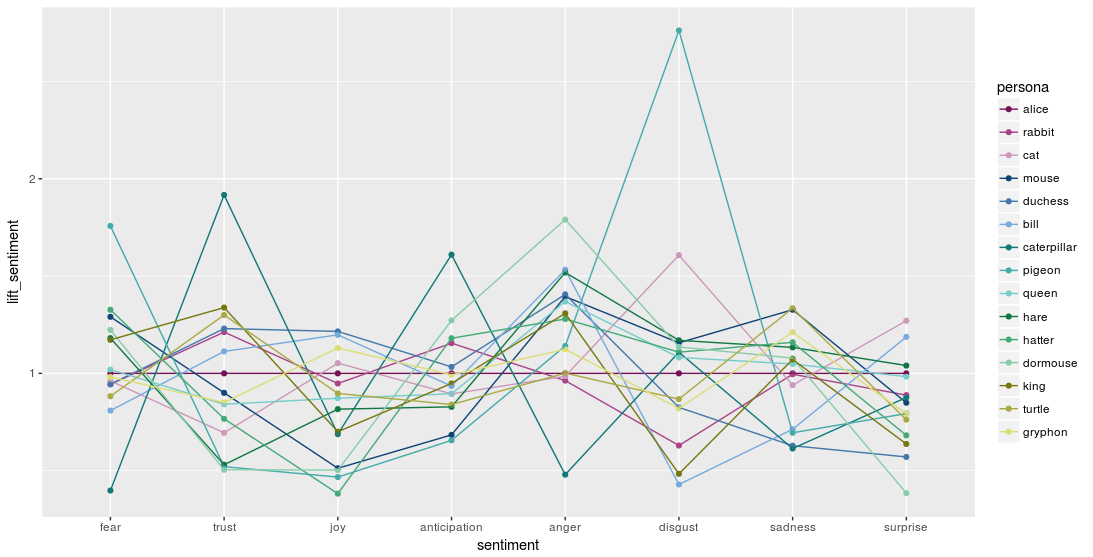 lift_sentiment
2
1
fear trust joy anticipation anger disgust sadness surprise
sentiment
persona
alice
rabbit
cat
mouse
duchess
bill
caterpillar
pigeon
queen
hare
hatter
dormouse
king
turtle
gryphon